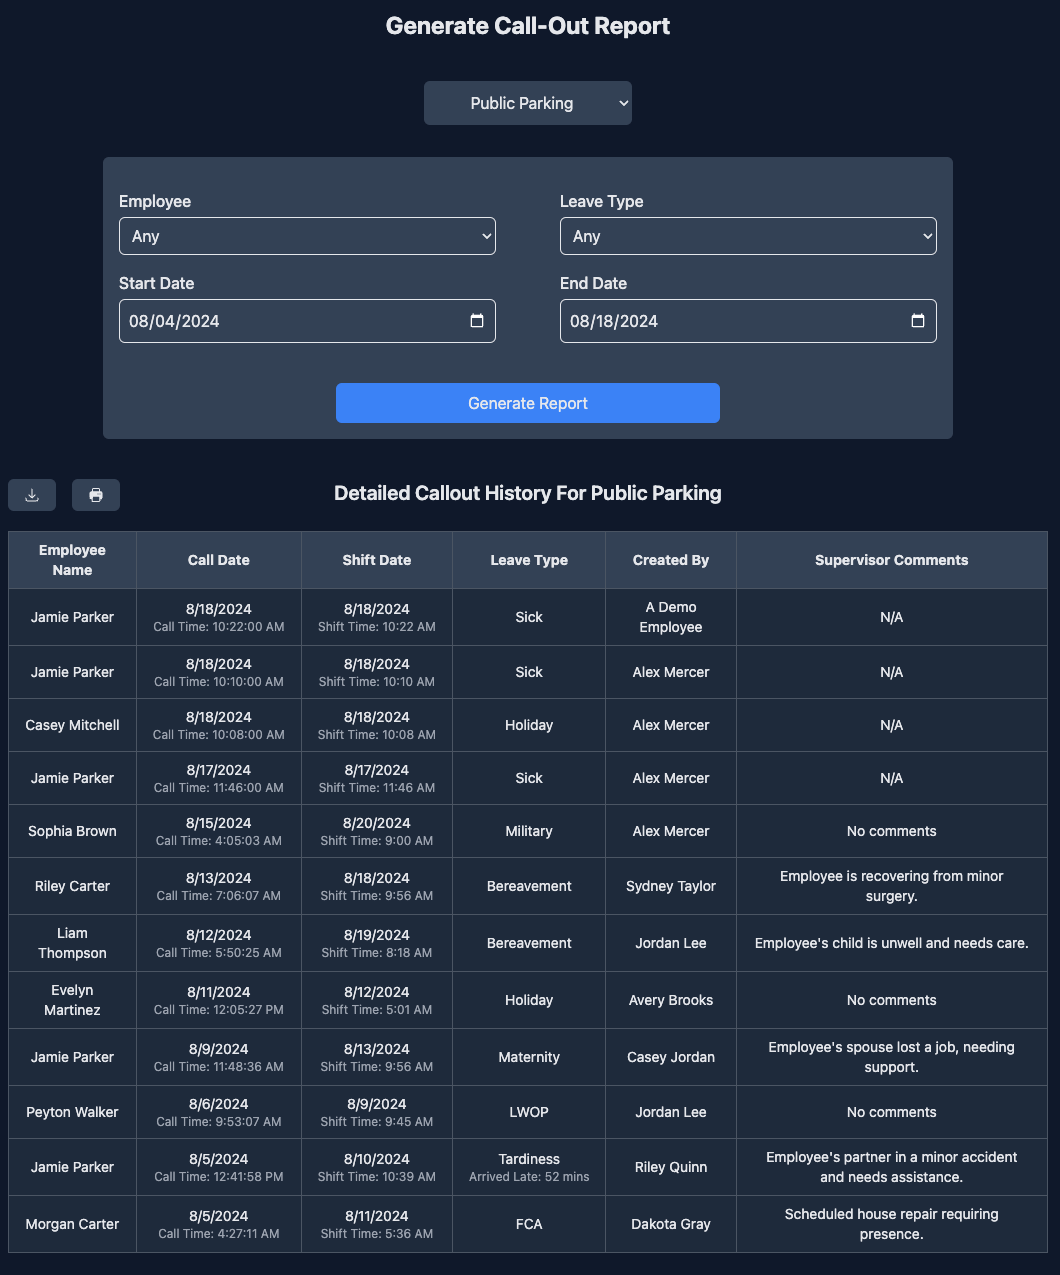 Generate Call-Out Report
Public Parking
Employee
Leave Type
Any
Any
Start Date
End Date
08/04/2024
08/18/2024
Generate Report
Detailed Callout History For Public Parking
Employee
Name
Call Date
Shift Date
Leave Type
Created By
Supervisor Comments
Jamie Parker
8/18/2024
Call Time: 10:22:00 AM
8/18/2024
Shift Time: 10:22 AM
Sick
A Demo
Employee
N/A
Jamie Parker
8/18/2024
Call Time: 10:10:00 AM
8/18/2024
Shift Time: 10:10 AM
Sick
Alex Mercer
N/A
Casey Mitchell
8/18/2024
Call Time: 10:08:00 AM
8/18/2024
Shift Time: 10:08 AM
Holiday
Alex Mercer
N/A
Jamie Parker
8/17/2024
Call Time: 11:46:00 AM
8/17/2024
Shift Time: 11:46 AM
Sick
Alex Mercer
N/A
Sophia Brown
8/15/2024
Call Time: 4:05:03 AM
8/20/2024
Shift Time: 9:00 AM
Military
Alex Mercer
No comments
Riley Carter
8/13/2024
Call Time: 7:06:07 AM
8/18/2024
Shift Time: 9:56 AM
Bereavement
Sydney Taylor
Employee is recovering from minor
surgery.
Liam
Thompson
8/12/2024
Call Time: 5:50:25 AM
8/19/2024
Shift Time: 8:18 AM
Bereavement
Jordan Lee
Employee's child is unwell and needs care.
Evelyn
Martinez
8/11/2024
Call Time: 12:05:27 PM
8/12/2024
Shift Time: 5:01 AM
Holiday
Avery Brooks
No comments
Jamie Parker
8/9/2024
Call Time: 11:48:36 AM
8/13/2024
Shift Time: 9:56 AM
Maternity
Casey Jordan
Employee's spouse lost a job, needing
support.
Peyton Walker
8/6/2024
Call Time: 9:53:07 AM
8/9/2024
Shift Time: 9:45 AM
LWOP
Jordan Lee
No comments
Jamie Parker
8/5/2024
Call Time: 12:41:58 PM
8/10/2024
Shift Time: 10:39 AM
Tardiness
Arrived Late: 52 mins
Riley Quinn
Employee's partner in a minor accident
and needs assistance.
Morgan Carter
8/5/2024
Call Time: 4:27:11 AM
8/11/2024
Shift Time: 5:36 AM
FCA
Dakota Gray
Scheduled house repair requiring
presence.